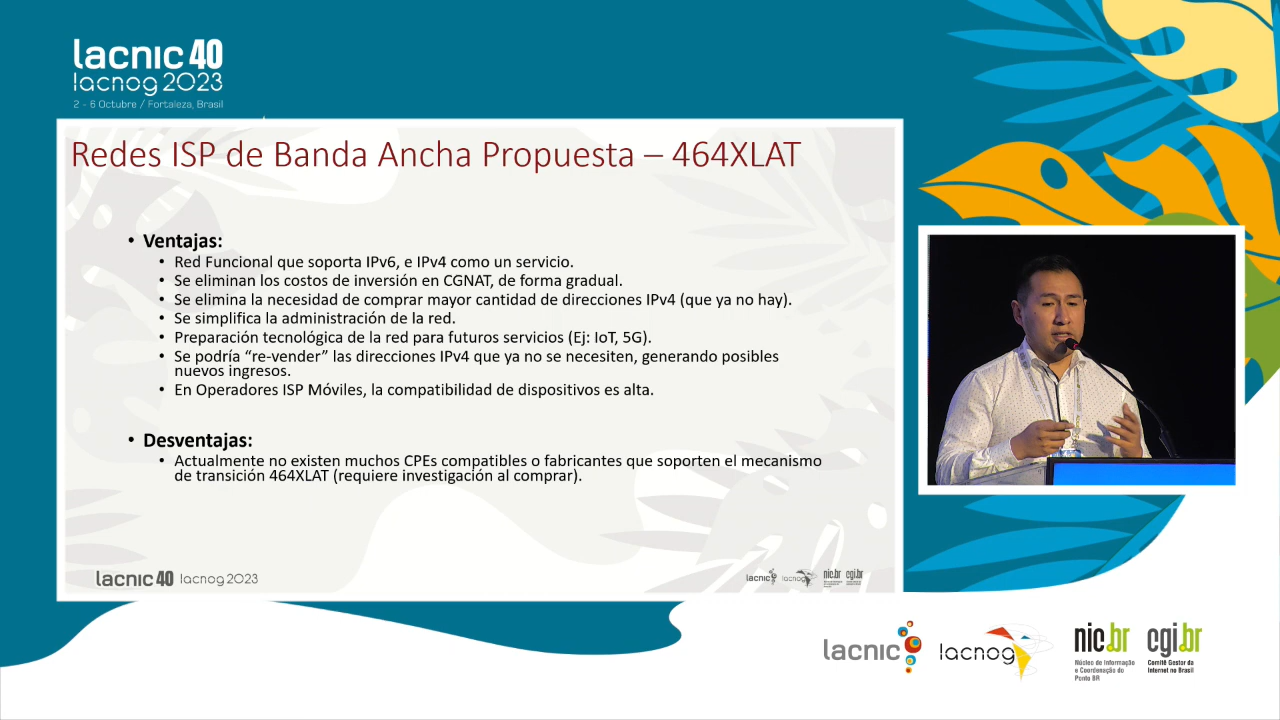 lacnic 40
lacnog 2023
2 - 6 Octubre / Fortaleza, Brasil
Redes ISP de Banda Ancha Propuesta – 464XLAT
• Ventajas:
• Red Funcional que soporta IPv6, e IPv4 como un servicio.
• Se eliminan los costos de inversión en CGNAT, de forma gradual.
• Se elimina la necesidad de comprar mayor cantidad de direcciones IPv4 (que ya no hay).
• Se simplifica la administración de la red.
• Preparación tecnológica de la red para futuros servicios (Ej: IoT, 5G).
• Se podría “re-vender” las direcciones IPv4 que ya no se necesiten, generando posibles
nuevos ingresos.
• En Operadores ISP Móviles, la compatibilidad de dispositivos es alta.
• Desventajas:
• Actualmente no existen muchos CPEs compatibles o fabricantes que soporten el mecanismo
de transición 464XLAT (requiere investigación al comprar).
lacnic 40 lacnog 2023
lacnic lacnog nic.br cgi.br
lacnic lacnog nic.br cgi.br
Núcleo de Informação
e Coordenação do
Ponto BR
Comitê Gestor da
Internet no Brasil